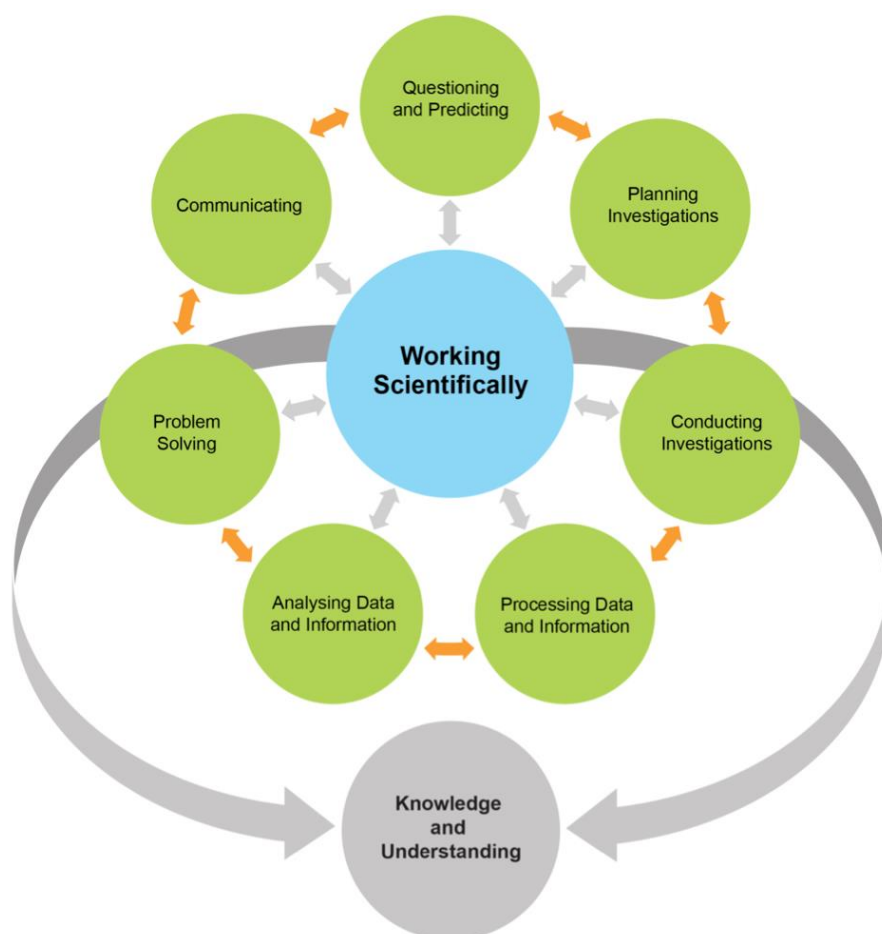 Questioning
and Predicting
Communicating
Planning
Investigations
Working
Scientifically
Problem
Solving
Conducting
Investigations
Analysing Data
and Information
Processing Data
and Information
Knowledge
and
Understanding